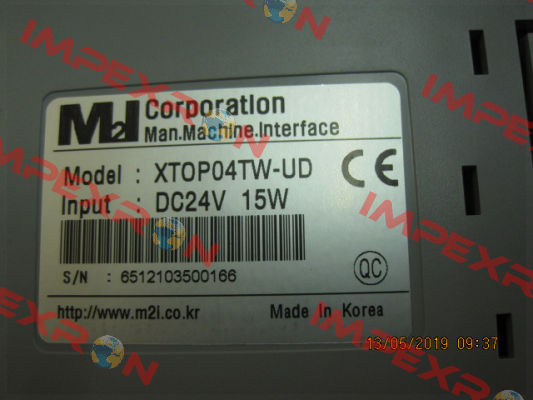 M2I Corporation
Man.Machine.Interface
Model : XTOP04TW-UD CE
Input : DC24V 15W
S/N : 6512103500166
QC
http://www.m2i.co.kr
Made In Korea
13/05/2019 09:37
IMPEXRON
IMPEXRON
IMPEXRON
IMPEXRON
IMPEXRON